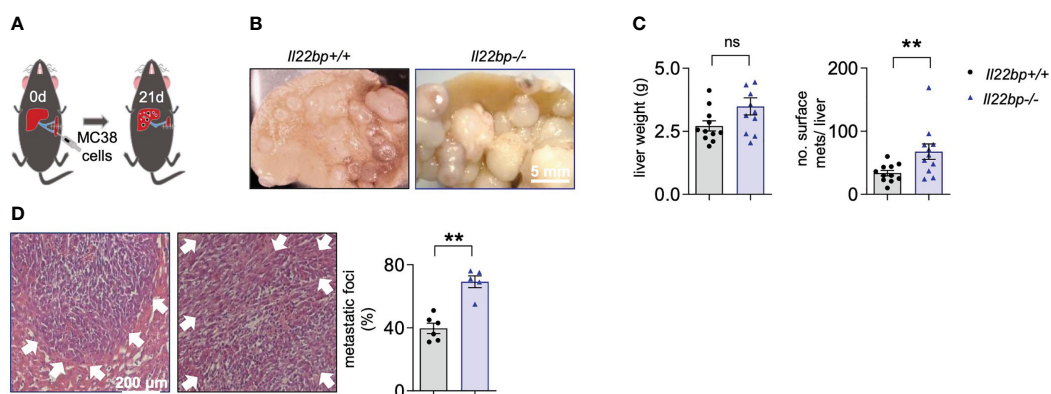 A
0d
21d
MC38
cells
B
Il22bp+/+
Il22bp-/-
5 mm
C
liver weight (g)
5.0
2.5
0.0
ns
no. surface
mets/ liver
200
100
0
**
Il22bp+/+
Il22bp-/-
D
200 µm
metastatic foci
(%)
80
40
0
**